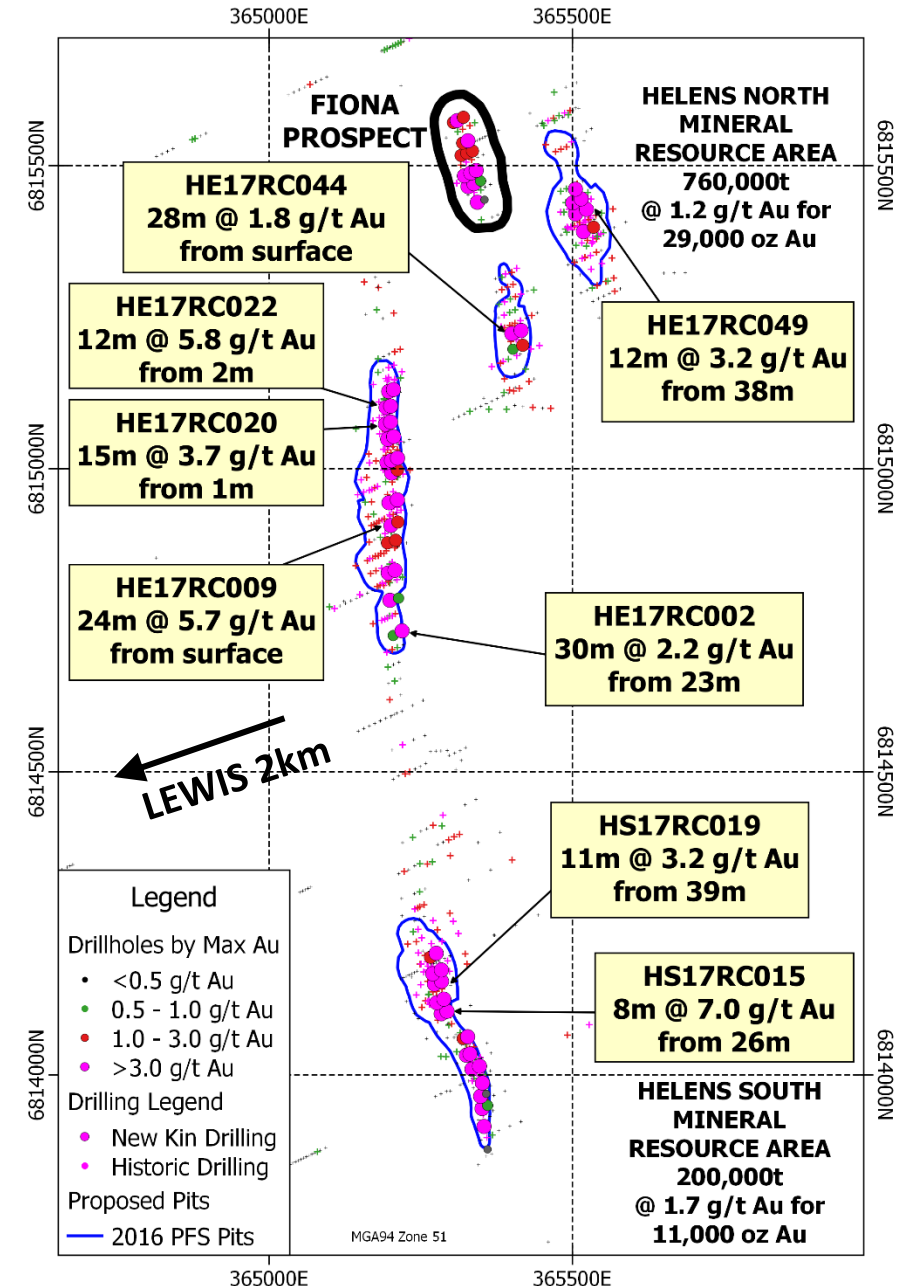 365000E
365500E
FIONA
PROSPECT
HELENS NORTH
MINERAL
RESOURCE AREA
760,000t
@ 1.2 g/t Au for
29,000 oz Au
6815500N
6815500N
HE17RC044
28m @ 1.8 g/t Au
from surface
HE17RC022
12m @ 5.8 g/t Au
from 2m
HE17RC049
12m @ 3.2 g/t Au
from 38m
HE17RC020
15m @ 3.7 g/t Au
from 1m
6815000N
6815000N
HE17RC009
24m @ 5.7 g/t Au
from surface
HE17RC002
30m @ 2.2 g/t Au
from 23m
LEWIS 2km
6814500N
6814500N
HS17RC019
11m @ 3.2 g/t Au
from 39m
HS17RC015
8m @ 7.0 g/t Au
from 26m
6814000N
6814000N
HELENS SOUTH
MINERAL
RESOURCE AREA
200,000t
@ 1.7 g/t Au for
11,000 oz Au
Legend
Drillholes by Max Au
<0.5 g/t Au
0.5 - 1.0 g/t Au
1.0 - 3.0 g/t Au
>3.0 g/t Au
Drilling Legend
New Kin Drilling
Historic Drilling
Proposed Pits
2016 PFS Pits
MGA94 Zone 51
365000E
365500E